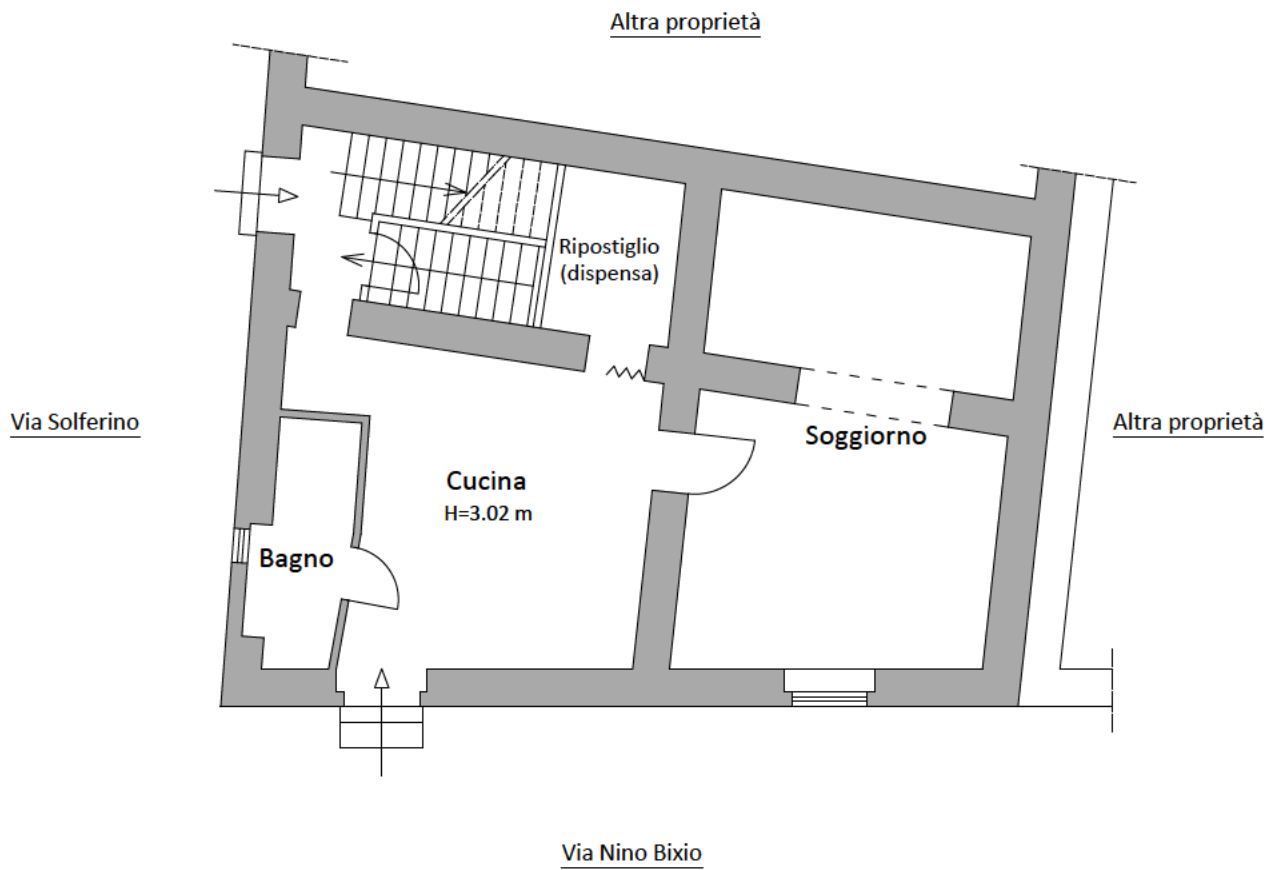 Altra proprietà
Ripostiglio
(dispensa)
Via Solferino
Altra proprietà
Soggiorno
Cucina
H=3.02 m
Bagno
Via Nino Bixio